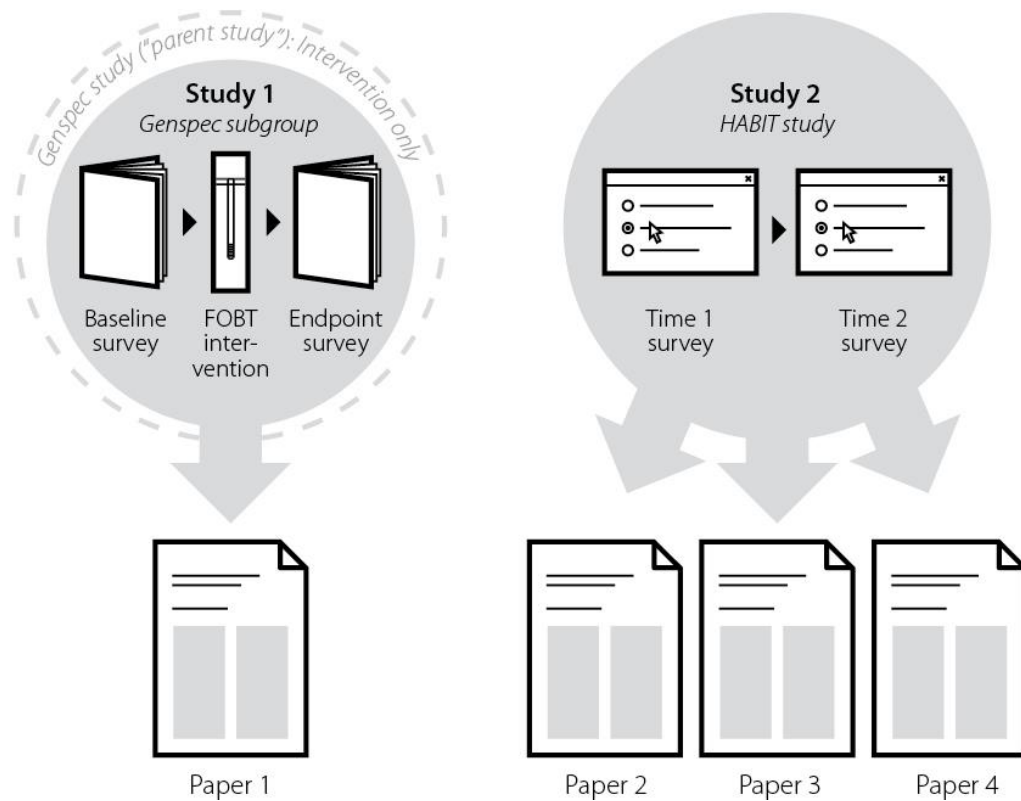 Genspec study ("parent study"): Intervention only
Study 1
Genspec subgroup
Baseline
survey
FOBT
inter-
vention
Endpoint
survey
Study 2
HABIT study
Time 1
survey
Time 2
survey
Paper 1
Paper 2
Paper 3
Paper 4